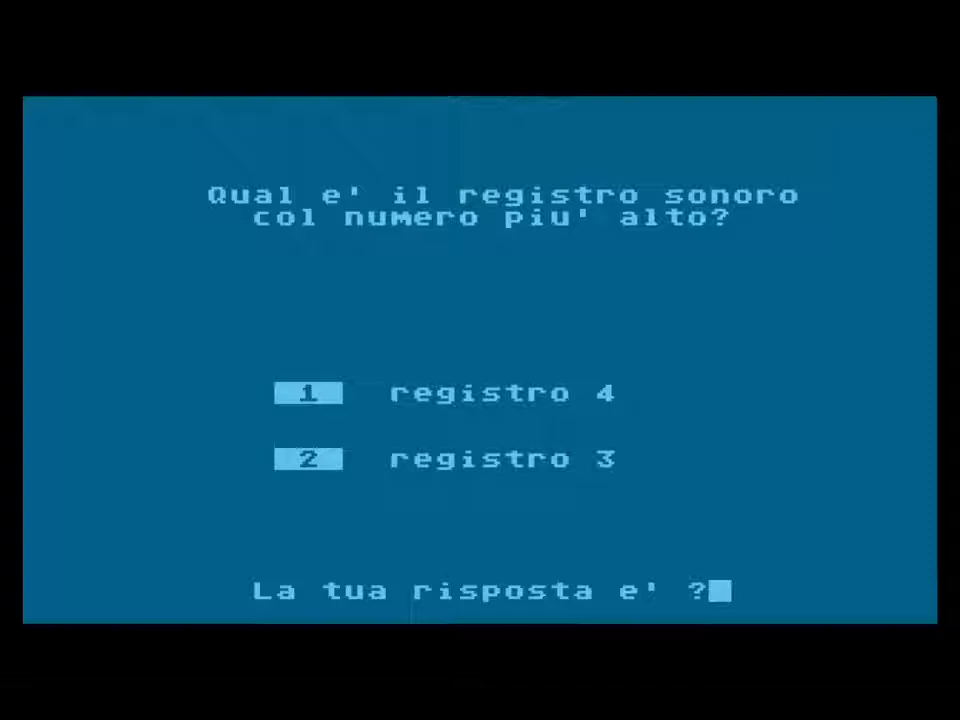 Qual e' il registro sonoro
col numero piu' alto?
1 registro 4
2 registro 3
La tua risposta e' ?